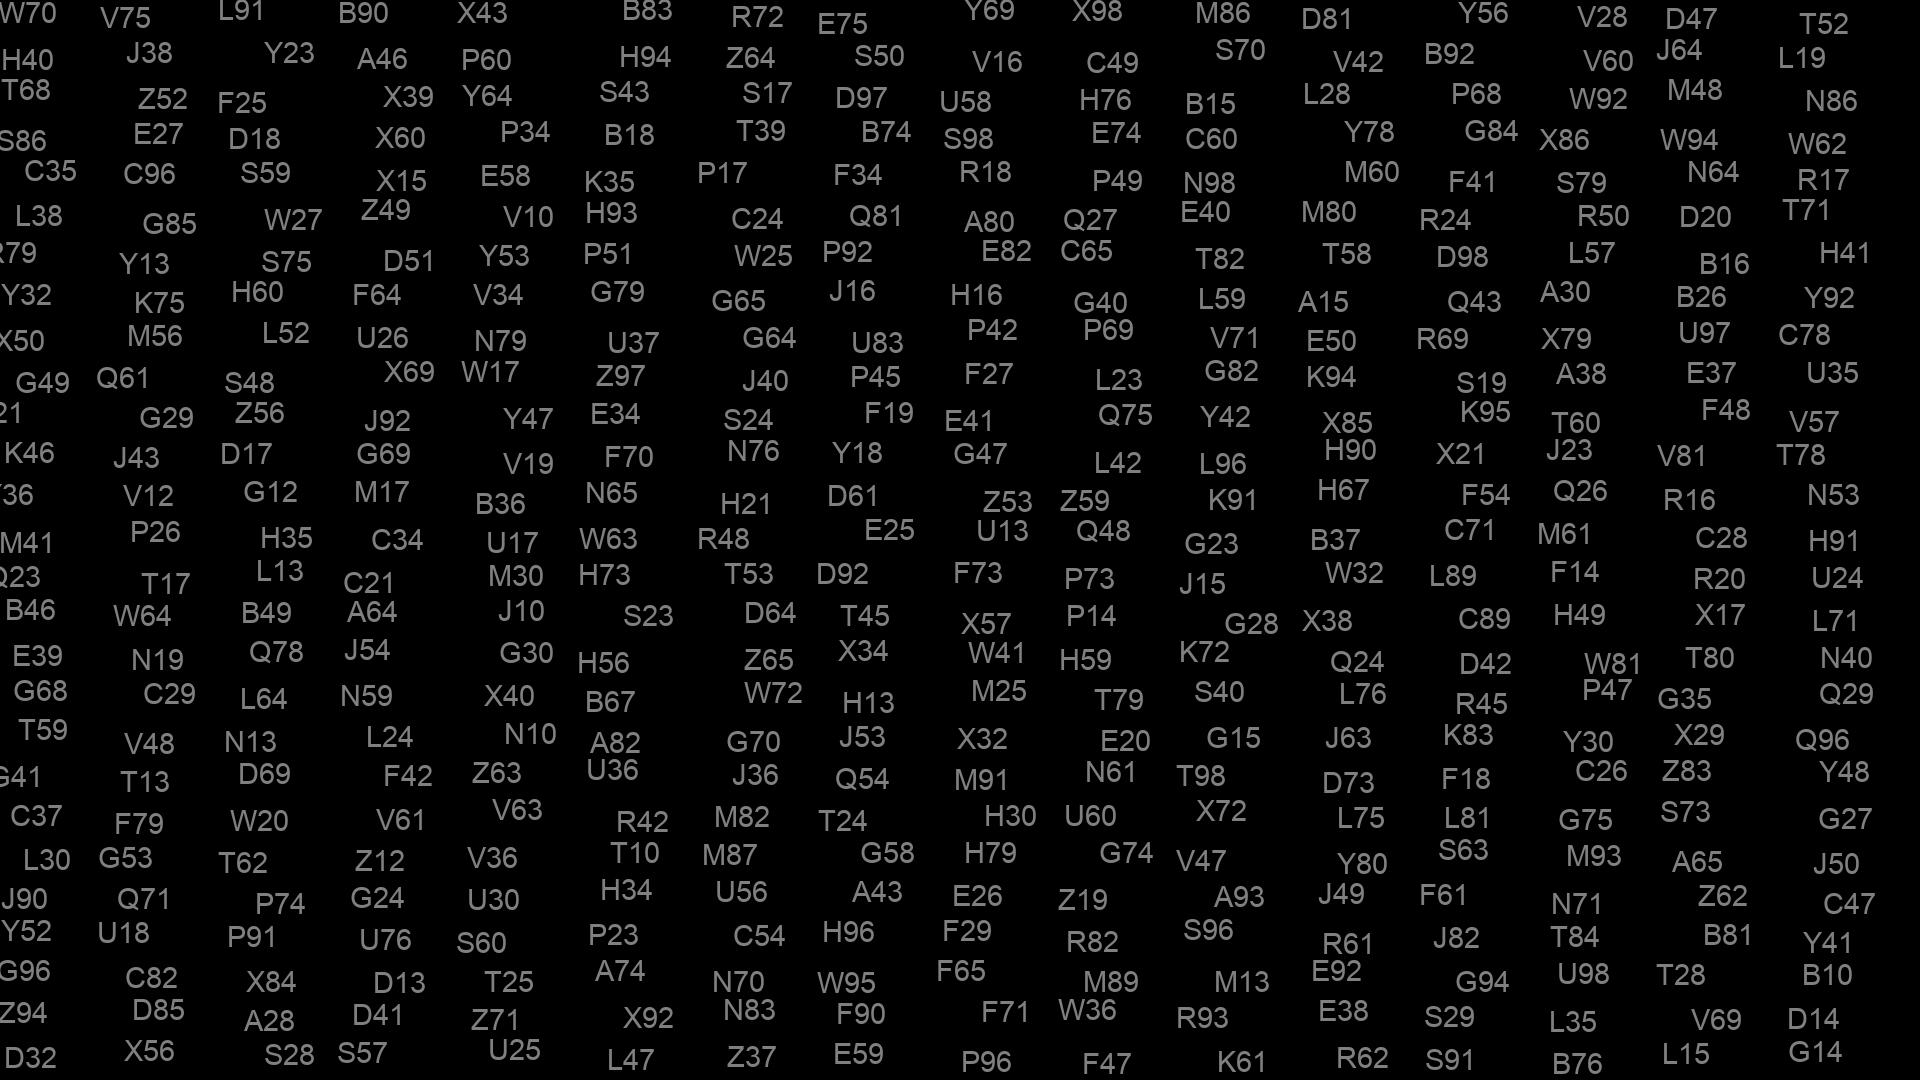 W70 V75 L91 B90 X43 B83 R72 E75 Y69 X98 M86 D81 Y56 V28 D47 T52
H40 J38 Y23 A46 P60 H94 Z64 S50 V16 C49 S70 V42 B92 V60 J64 L19
T68 Z52 F25 X39 Y64 S43 S17 D97 U58 H76 B15 L28 P68 W92 M48 N86
S86 E27 D18 X60 P34 B18 T39 B74 S98 E74 C60 Y78 G84 X86 W94 W62
C35 C96 S59 X15 E58 K35 P17 F34 R18 P49 N98 M60 F41 S79 N64 R17
L38 G85 W27 Z49 V10 H93 C24 Q81 A80 Q27 E40 M80 R24 R50 D20 T71
R79 Y13 S75 D51 Y53 P51 W25 P92 E82 C65 T82 T58 D98 L57 B16 H41
Y32 K75 H60 F64 V34 G79 G65 J16 H16 G40 L59 A15 Q43 A30 B26 Y92
X50 M56 L52 U26 N79 U37 G64 U83 P42 P69 V71 E50 R69 X79 U97 C78
G49 Q61 S48 X69 W17 Z97 J40 P45 F27 L23 G82 K94 S19 A38 E37 U35
21 G29 Z56 J92 Y47 E34 S24 F19 E41 Q75 Y42 X85 K95 T60 F48 V57
K46 J43 D17 G69 V19 F70 N76 Y18 G47 L42 L96 H90 X21 J23 V81 T78
36 V12 G12 M17 B36 N65 H21 D61 Z53 Z59 K91 H67 F54 Q26 R16 N53
M41 P26 H35 C34 U17 W63 R48 E25 U13 Q48 G23 B37 C71 M61 C28 H91
Q23 T17 L13 C21 M30 H73 T53 D92 F73 P73 J15 W32 L89 F14 R20 U24
B46 W64 B49 A64 J10 S23 D64 T45 X57 P14 G28 X38 C89 H49 X17 L71
E39 N19 Q78 J54 G30 H56 Z65 X34 W41 H59 K72 Q24 D42 W81 T80 N40
G68 C29 L64 N59 X40 B67 W72 H13 M25 T79 S40 L76 R45 P47 G35 Q29
T59 V48 N13 L24 N10 A82 G70 J53 X32 E20 G15 J63 K83 Y30 X29 Q96
G41 T13 D69 F42 Z63 U36 J36 Q54 M91 N61 T98 D73 F18 C26 Z83 Y48
C37 F79 W20 V61 V63 R42 M82 T24 H30 U60 X72 L75 L81 G75 S73 G27
L30 G53 T62 Z12 V36 T10 M87 G58 H79 G74 V47 Y80 S63 M93 A65 J50
J90 Q71 P74 G24 U30 H34 U56 A43 E26 Z19 A93 J49 F61 N71 Z62 C47
Y52 U18 P91 U76 S60 P23 C54 H96 F29 R82 S96 R61 J82 T84 B81 Y41
G96 C82 X84 D13 T25 A74 N70 W95 F65 M89 M13 E92 G94 U98 T28 B10
Z94 D85 A28 D41 Z71 X92 N83 F90 F71 W36 R93 E38 S29 L35 V69 D14
D32 X56 S28 S57 U25 L47 Z37 E59 P96 F47 K61 R62 S91 B76 L15 G14